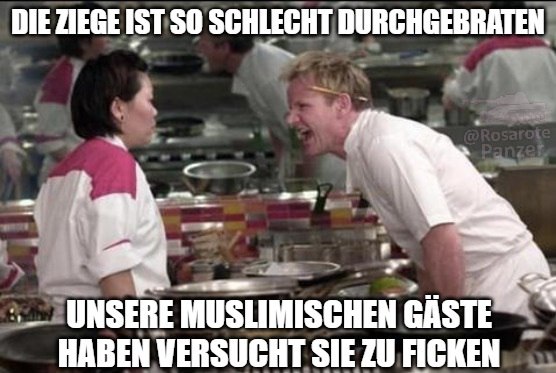 DIE ZIEGE IST SO SCHLECHT DURCHGEBRATEN
@Rosarote
Panzer
UNSERE MUSLIMISCHEN GÄSTE
HABEN VERSUCHT SIE ZU FICKEN